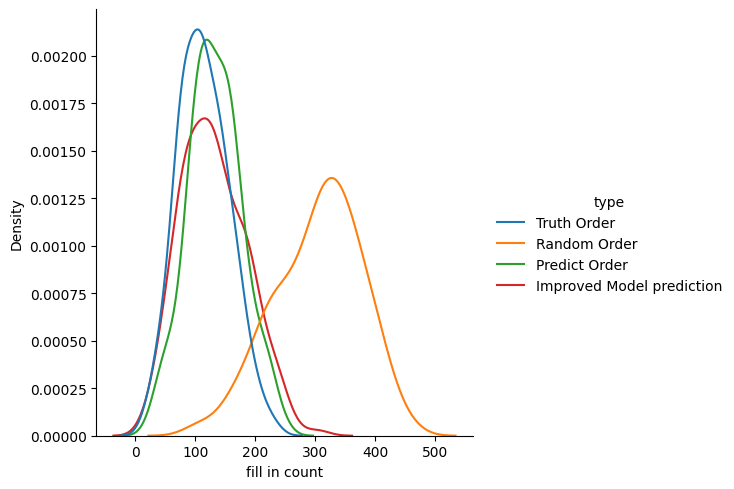 0.00200
0.00175
0.00150
0.00125
0.00100
0.00075
0.00050
0.00025
0.00000
Density
0 100 200 300 400 500
fill in count
type
Truth Order
Random Order
Predict Order
Improved Model prediction